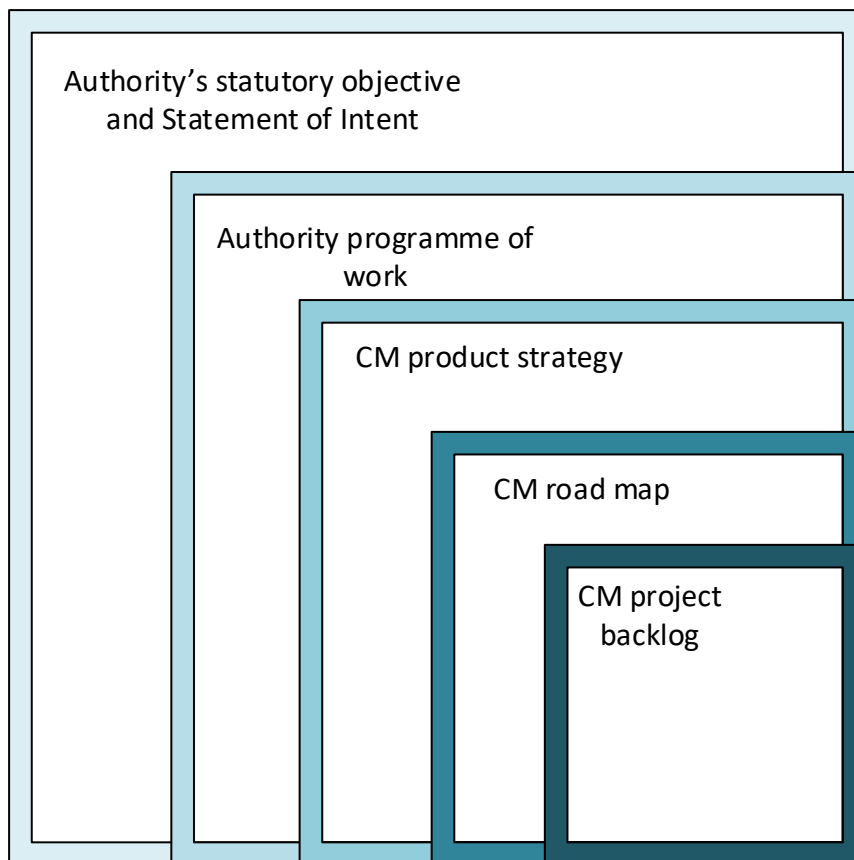 Authority’s statutory objective
and Statement of Intent
Authority programme of
work
CM product strategy
CM road map
CM project
backlog